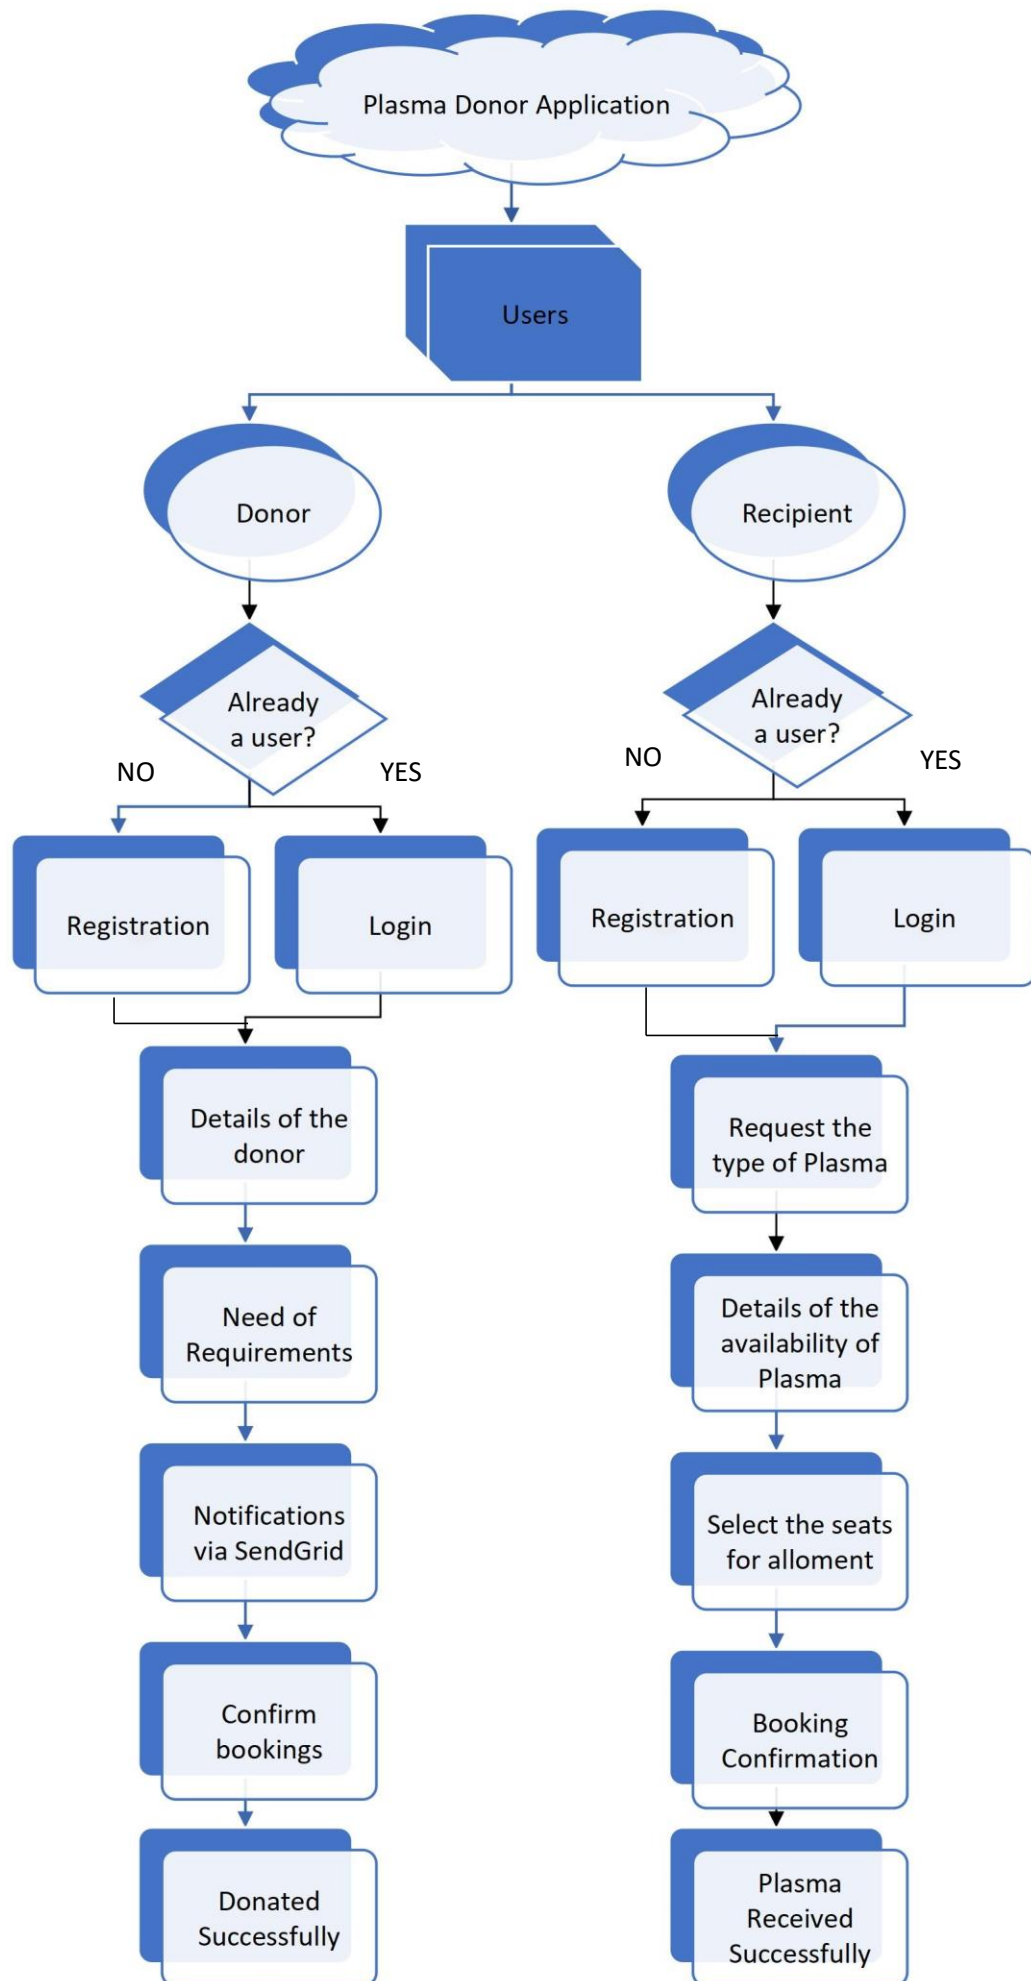 Plasma Donor Application
Users
Donor
Recipient
Already
a user?
NO
YES
Already
a user?
NO
YES
Registration
Login
Registration
Login
Details of the
donor
Request the
type of Plasma
Need of
Requirements
Details of the
availability of
Plasma
Notifications
via SendGrid
Select the seats
for alloment
Confirm
bookings
Booking
Confirmation
Donated
Successfully
Plasma
Received
Successfully